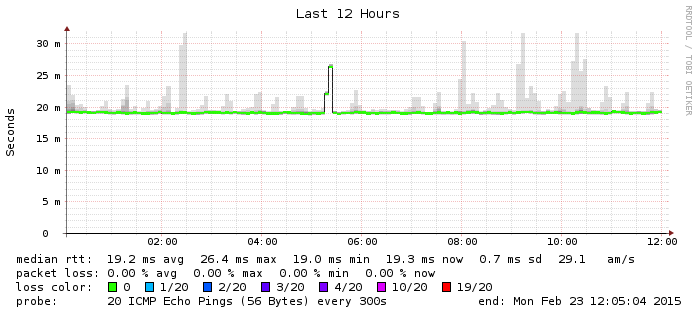 Last 12 Hours
RRDTOOL / TOBI OETIKER
Seconds
30 m
25 m
20 m
15 m
10 m
5 m
0
02:00 04:00 06:00 08:00 10:00 12:00
median rtt: 19.2 ms avg 26.4 ms max 19.0 ms min 19.3 ms now 0.7 ms sd 29.1 am/s
packet loss: 0.00 % avg 0.00 % max 0.00 % min 0.00 % now
loss color: 0 1/20 2/20 3/20 4/20 10/20 19/20
probe: 20 ICMP Echo Pings (56 Bytes) every 300s end: Mon Feb 23 12:05:04 2015